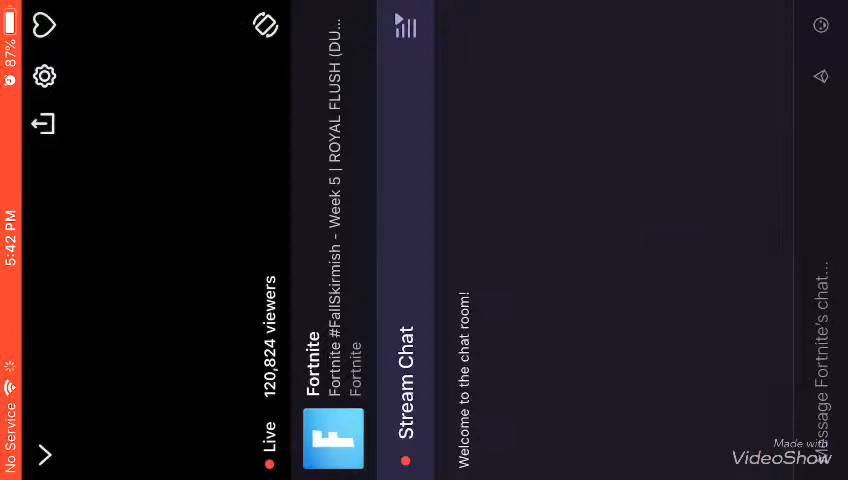 No Service 5:42 PM 87%
Live 120,824 viewers
F
Fortnite
Fortnite #FallSkirmish - Week 5 | ROYAL FLUSH (DU...
Fortnite
Stream Chat
Welcome to the chat room!
Message Fortnite's chat...
Made with
VideoShow